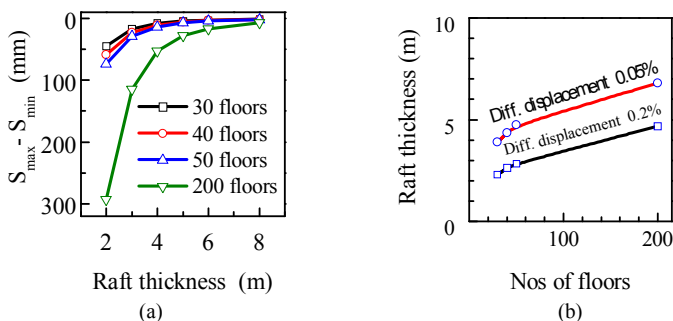 S_max - S_min (mm)
0
100
200
300
30 floors
40 floors
50 floors
200 floors
2 4 6 8
Raft thickness (m)
(a)
Raft thickness (m)
10
5
0
Diff. displacement 0.05%
Diff. displacement 0.2%
100 200
Nos of floors
(b)